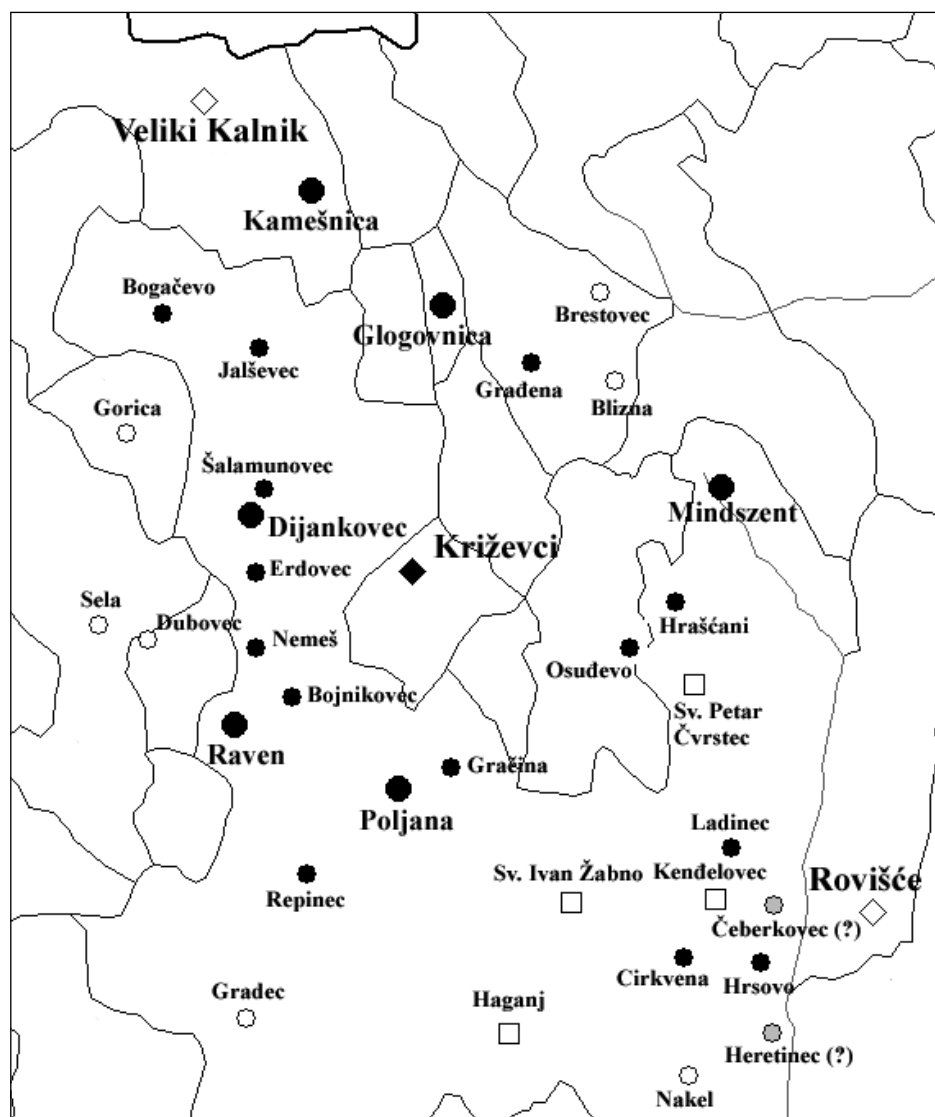 Veliki Kalnik
Kamešnica
Bogačevo
Brestovec
Glogovnica
Jalševec
Građena
Blizna
Gorica
Šalamunovec
Mindszent
Dijankovec
Križevci
Erdovec
Sela
Dubovec
Hrašćani
Nemeš
Osuđevo
Bojnikovec
Sv. Petar
Čvrstec
Raven
Gračina
Poljana
Ladinec
Sv. Ivan Žabno
Kenđelovec
Rovišće
Repinec
Čeberkovec (?)
Cirkvena
Hrsovo
Gradec
Haganj
Heretinec (?)
Nakel